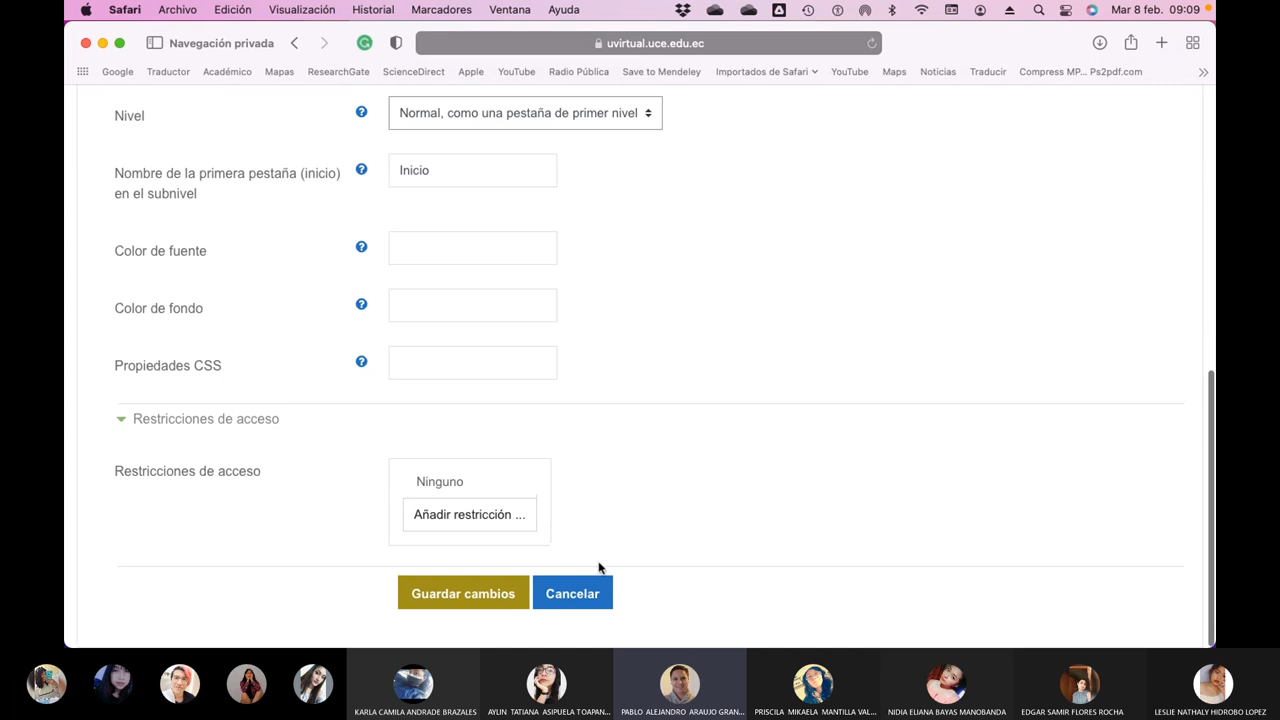 Safari Archivo Edición Visualización Historial Marcadores Ventana Ayuda Mar 8 feb. 09:09
Navegación privada uvirtual.uce.edu.ec
Google Traductor Académico Mapas ResearchGate ScienceDirect Apple YouTube Radio Pública Save to Mendeley Importados de Safari YouTube Maps Noticias Traducir Compress MP... Ps2pdf.com
Nivel Normal, como una pestaña de primer nivel
Nombre de la primera pestaña (inicio) Inicio
en el subnivel
Color de fuente
Color de fondo
Propiedades CSS
Restricciones de acceso
Restricciones de acceso
Ninguno
Añadir restricción ...
Guardar cambios Cancelar
KARLA CAMILA ANDRADE BRAZALES AYLIN TATIANA ASIPUELA TOAPAN... PABLO ALEJANDRO ARAUJO GRAN... PRISCILA MIKAELA MANTILLA VAL... NIDIA ELIANA BAYAS MANOBANDA EDGAR SAMIR FLORES ROCHA LESLIE NATHALY HIDROBO LOPEZ